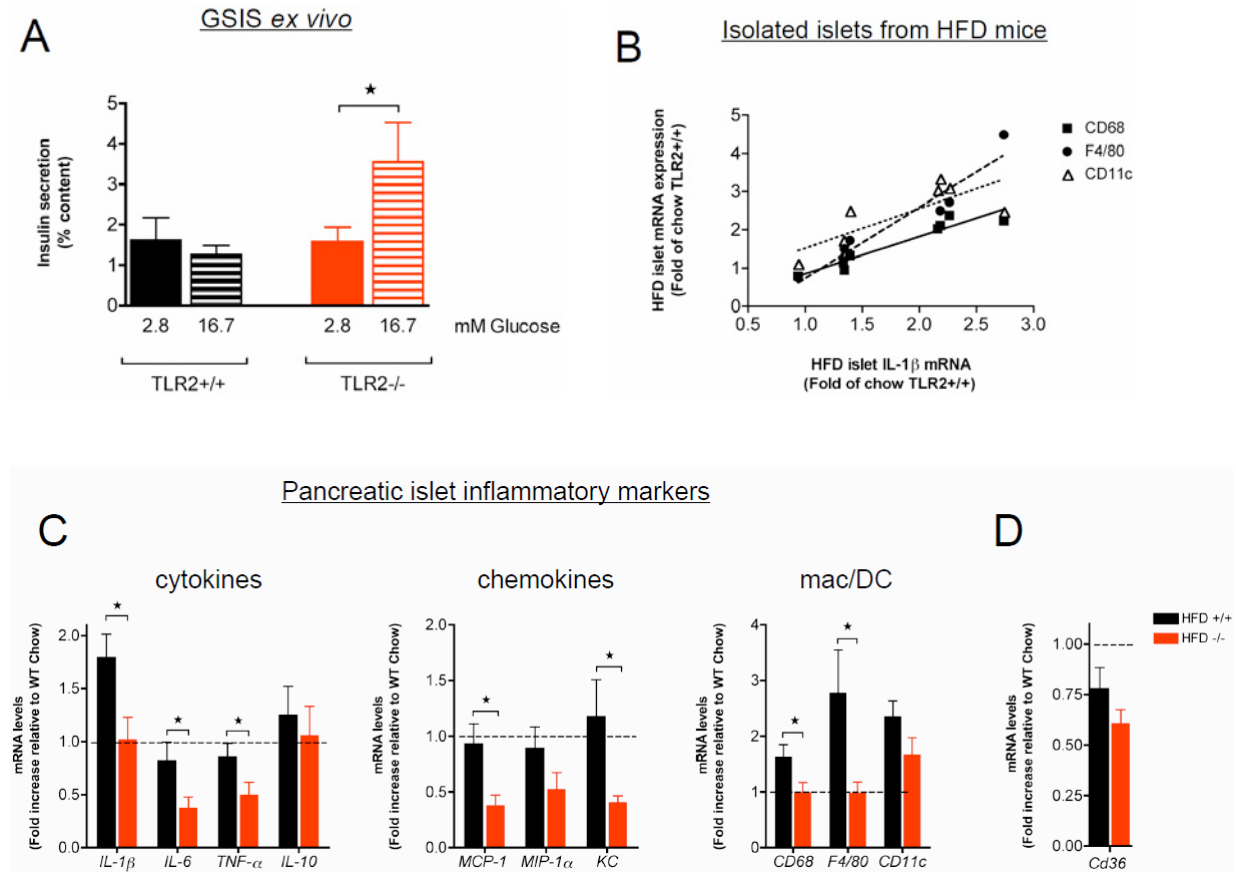 A
GSIS ex vivo
Insulin secretion
(% content)
5
4
3
2
1
0
★
2.8 16.7 2.8 16.7 mM Glucose
TLR2+/+ TLR2-/-
B
Isolated islets from HFD mice
HFD islet mRNA expression
(Fold of chow TLR2+/+)
5
4
3
2
1
0
0.5 1.0 1.5 2.0 2.5 3.0
HFD islet IL-1β mRNA
(Fold of chow TLR2+/+)
CD68
F4/80
CD11c
Pancreatic islet inflammatory markers
C
cytokines
mRNA levels
(Fold increase relative to WT Chow)
2.0
1.5
1.0
0.5
0.0
★
★
★
IL-1β IL-6 TNF-α IL-10
chemokines
2.0
1.5
1.0
0.5
0.0
mRNA levels
(Fold increase relative to WT Chow)
★
★
MCP-1 MIP-1α KC
mac/DC
mRNA levels
(Fold increase relative to WT Chow)
4
3
2
1
0
★
★
CD68 F4/80 CD11c
D
mRNA levels
(Fold increase relative to WT Chow)
1.00
0.75
0.50
0.25
0.00
Cd36
HFD +/+
HFD -/-